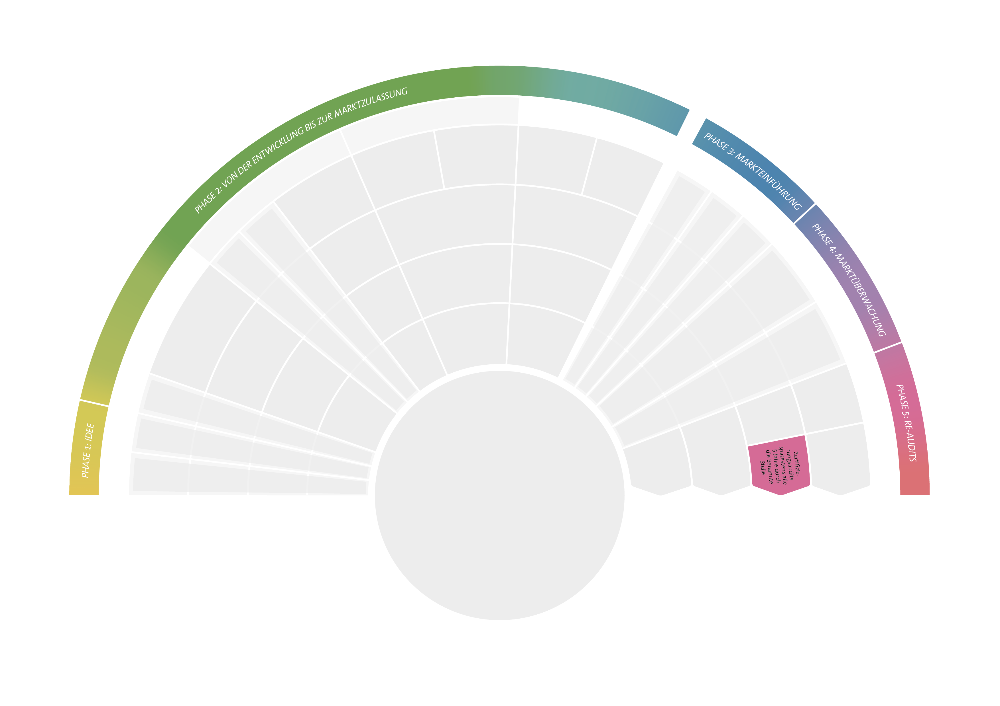 PHASE 1: IDEE
PHASE 2: VON DER ENTWICKLUNG BIS ZUR MARKTZULASSUNG
PHASE 3: MARKTEINFÜHRUNG
PHASE 4: MARKTÜBERWACHUNG
PHASE 5: RE-AUDITS
Zertifizie-
rungsaudits
spätestens alle
5 Jahre durch
die Benannte
Stelle